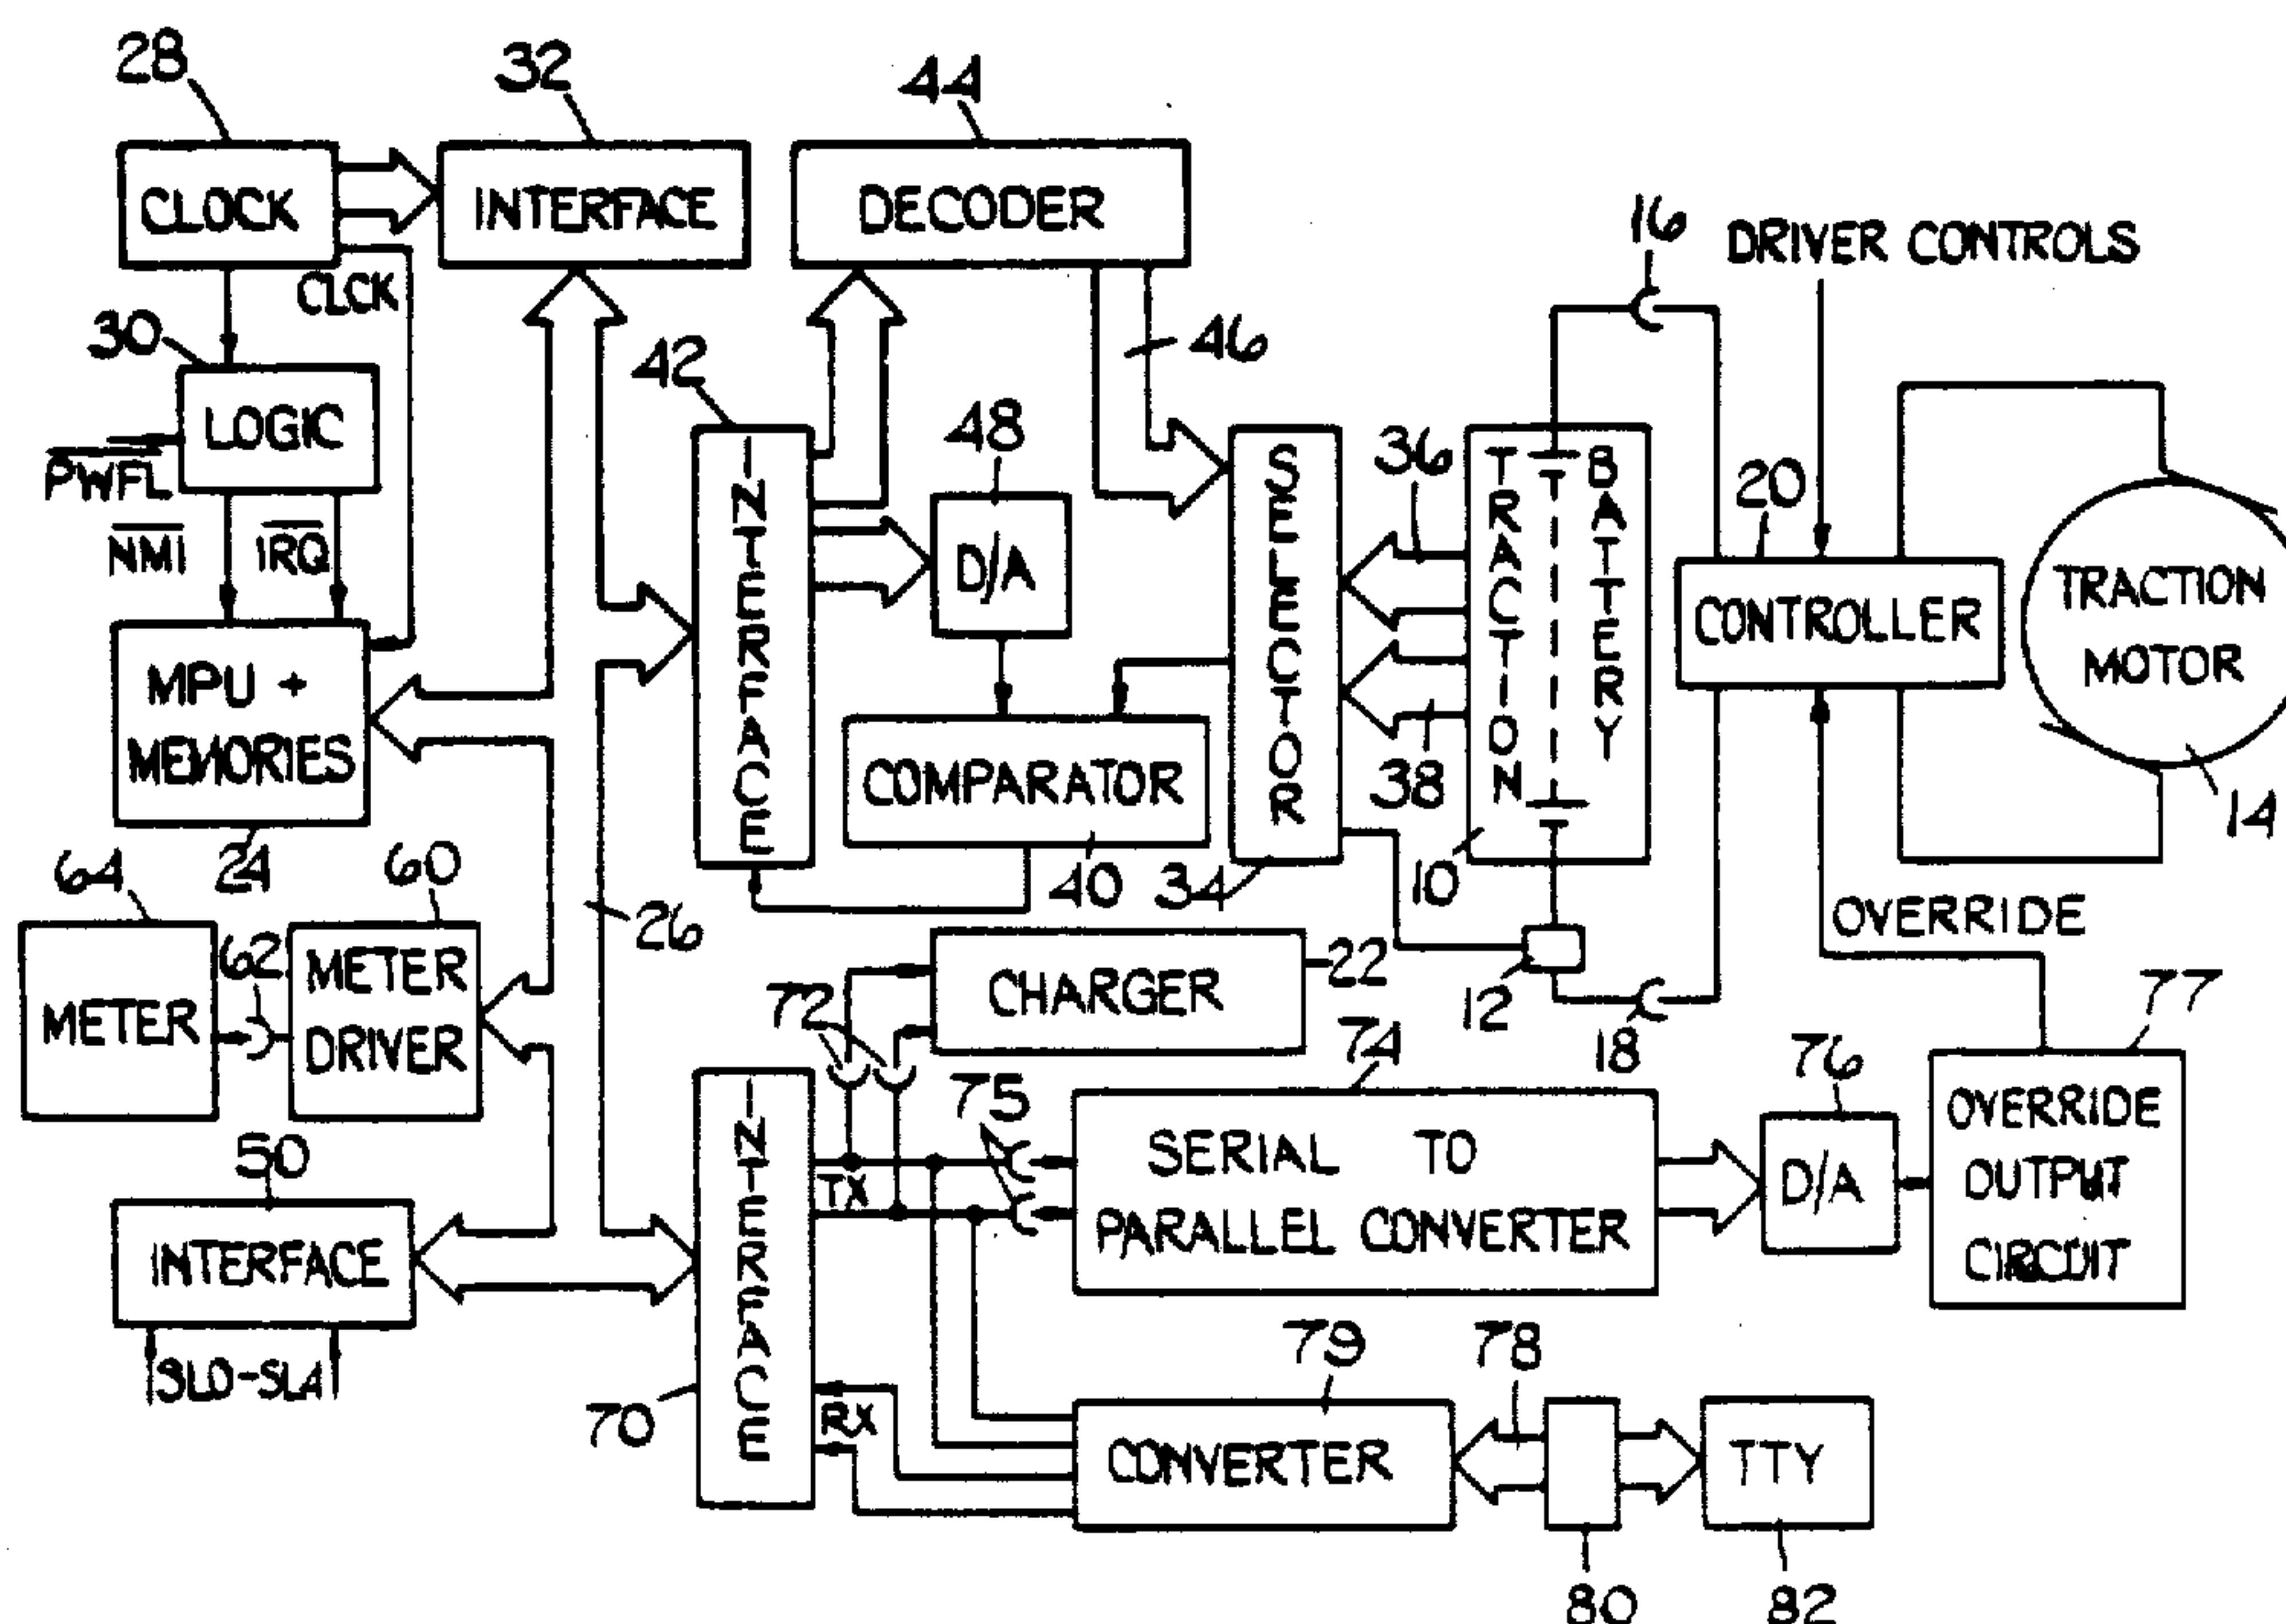 28
32
44
CLOCK
INTERFACE
DECODER
16
DRIVER CONTROLS
CLCK
30
46
42
LOGIC
PWFL
48
36
20
NMI
IRQ
D/A
INTERFACE
SELECTOR
TRACTION
BATTERY
CONTROLLER
TRACTION
MOTOR
MPU +
MEMORIES
COMPARATOR
38
14
24
64
60
40
34
10
26
OVERRIDE
62
METER
METER
DRIVER
CHARGER
22
72
12
74
18
77
76
75
50
SERIAL TO
PARALLEL CONVERTER
D/A
OVERRIDE
OUTPUT
CIRCUIT
TX
INTERFACE
INTERFACE
SL0-SL4
79
78
70
RX
CONVERTER
TTY
80
82